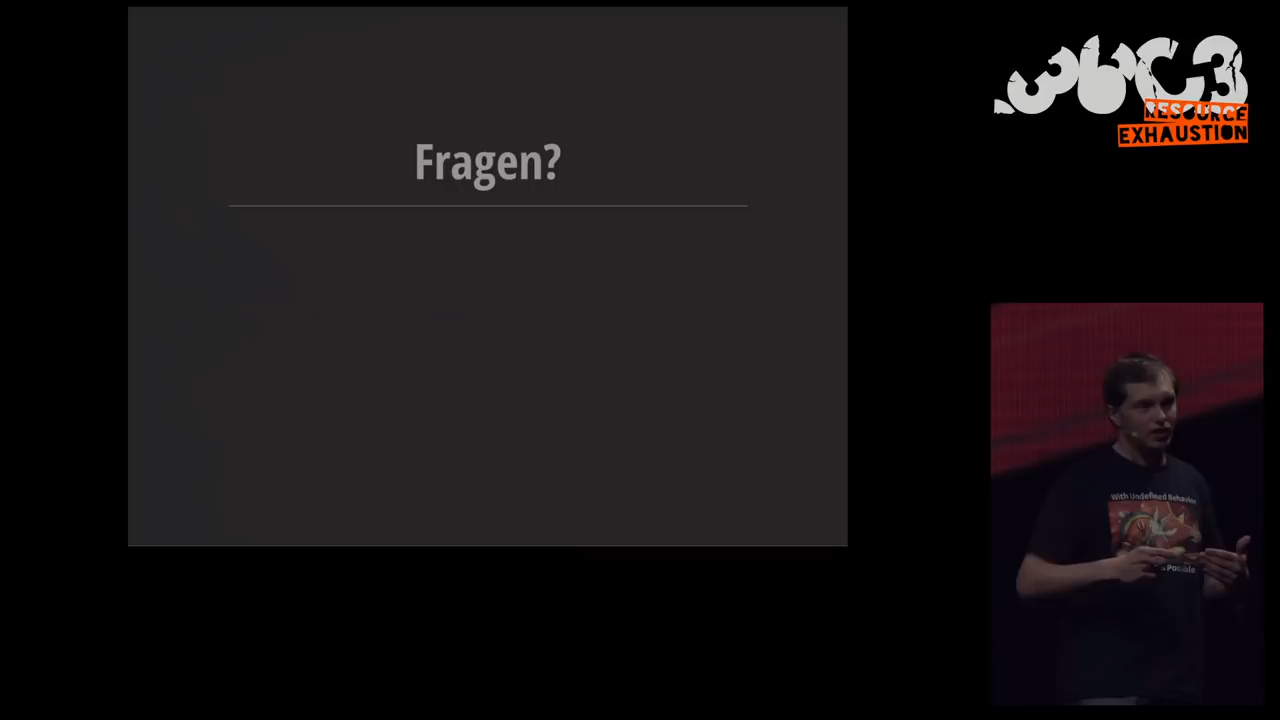 Fragen?
36C3
RESOURCE
EXHAUSTION
With Undefined Behavior
Possible